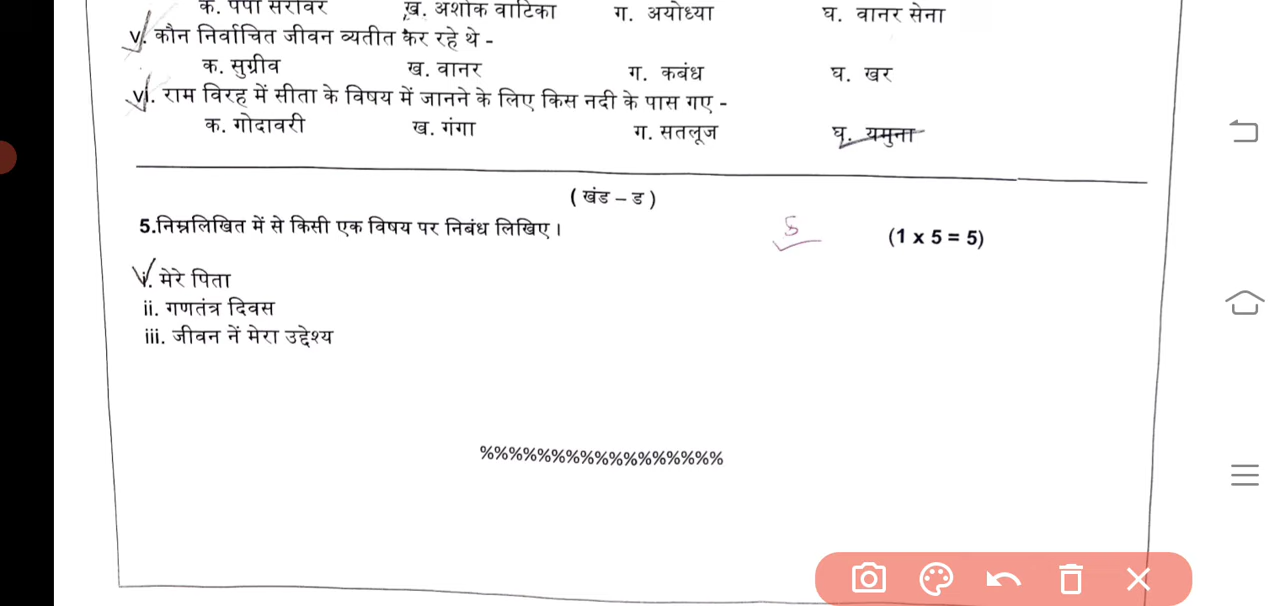 क. पंपा सरोवर ख. अशोक वाटिका ग. अयोध्या घ. वानर सेना
v. कौन निर्वाचित जीवन व्यतीत कर रहे थे -
क. सुग्रीव ख. वानर ग. कबंध घ. खर
vi. राम विरह में सीता के विषय में जानने के लिए किस नदी के पास गए -
क. गोदावरी ख. गंगा ग. सतलूज घ. यमुना
( खंड – ड )
5.निम्नलिखित में से किसी एक विषय पर निबंध लिखिए। 5 (1 x 5 = 5)
i. मेरे पिता
ii. गणतंत्र दिवस
iii. जीवन नें मेरा उद्देश्य
%%%%%%%%%%%%%%%%%